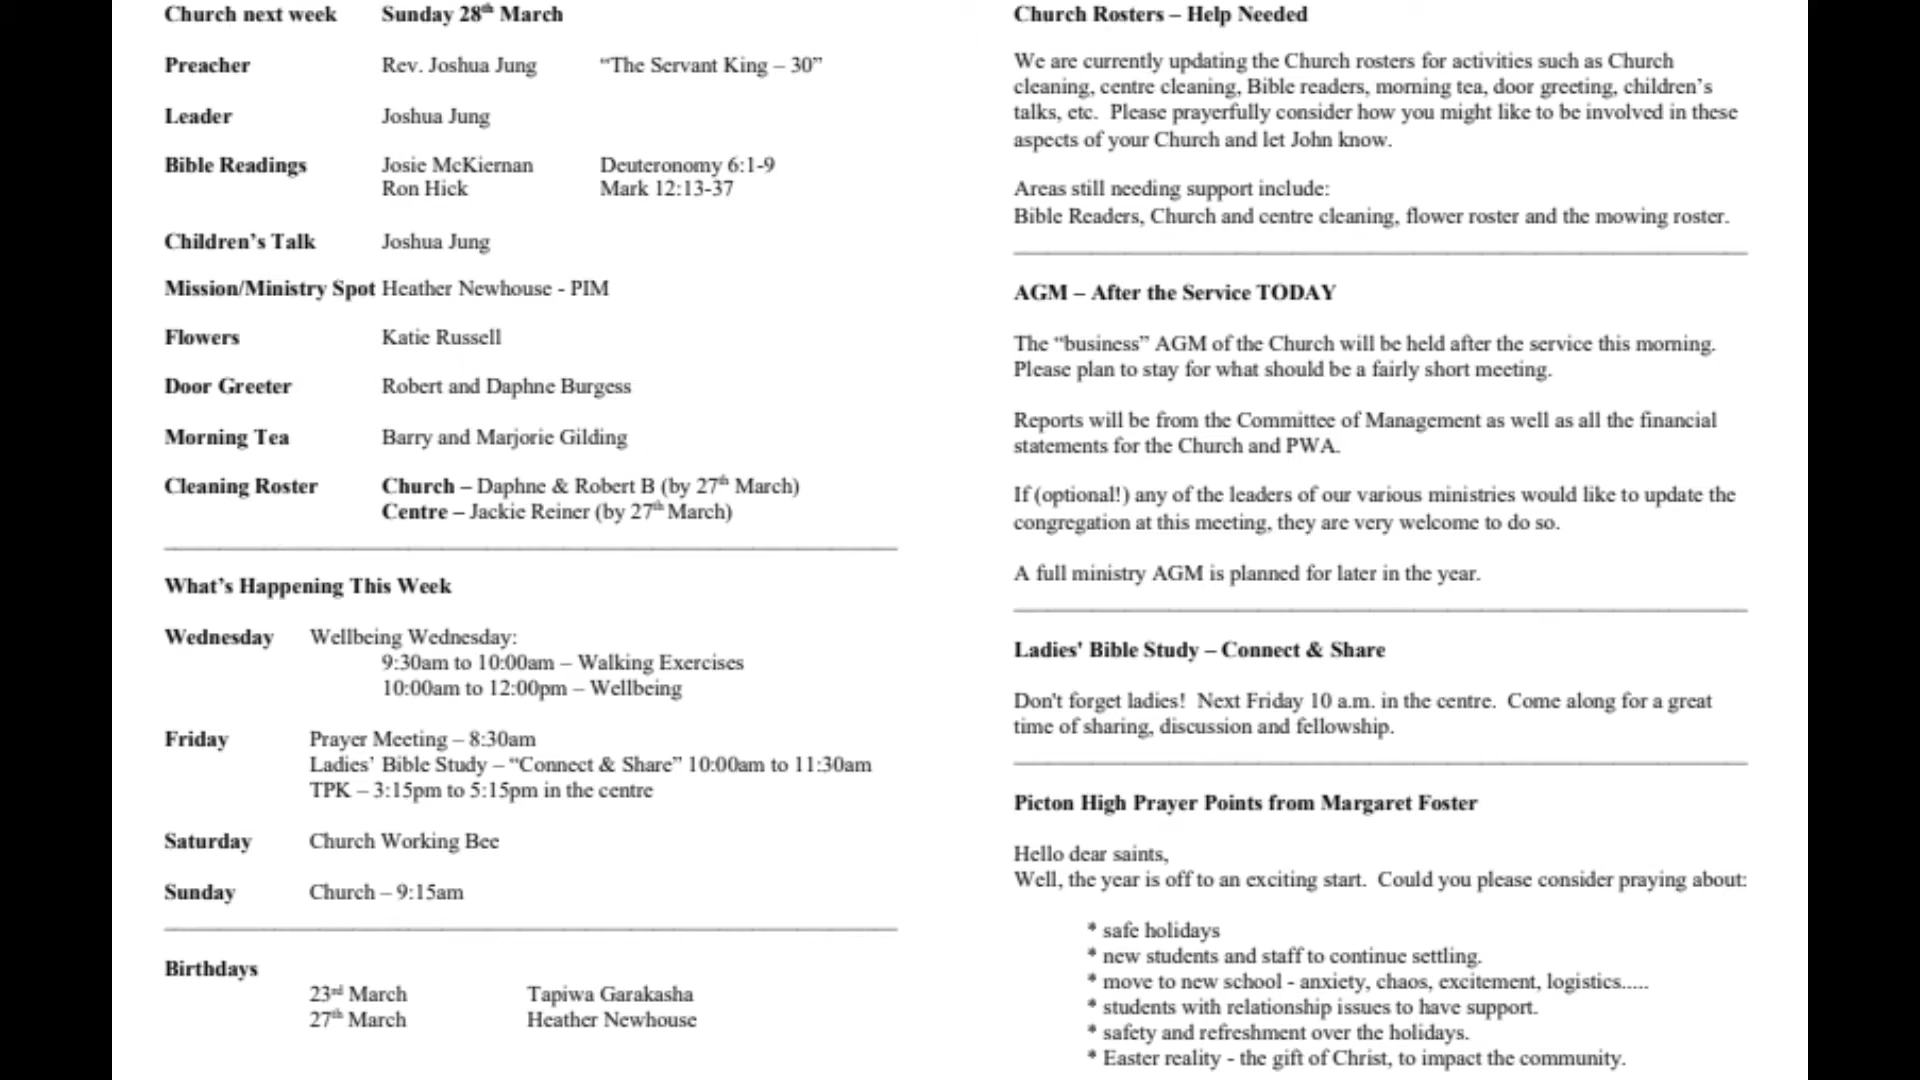 Church next week Sunday 28th March
Preacher Rev. Joshua Jung “The Servant King – 30”
Leader Joshua Jung
Bible Readings Josie McKiernan Deuteronomy 6:1-9
Ron Hick Mark 12:13-37
Children’s Talk Joshua Jung
Mission/Ministry Spot Heather Newhouse - PIM
Flowers Katie Russell
Door Greeter Robert and Daphne Burgess
Morning Tea Barry and Marjorie Gilding
Cleaning Roster Church – Daphne & Robert B (by 27th March)
Centre – Jackie Reiner (by 27th March)
What’s Happening This Week
Wednesday Wellbeing Wednesday:
9:30am to 10:00am – Walking Exercises
10:00am to 12:00pm – Wellbeing
Friday Prayer Meeting – 8:30am
Ladies’ Bible Study – “Connect & Share” 10:00am to 11:30am
TPK – 3:15pm to 5:15pm in the centre
Saturday Church Working Bee
Sunday Church – 9:15am
Birthdays
23rd March Tapiwa Garakasha
27th March Heather Newhouse
Church Rosters – Help Needed
We are currently updating the Church rosters for activities such as Church
cleaning, centre cleaning, Bible readers, morning tea, door greeting, children’s
talks, etc.  Please prayerfully consider how you might like to be involved in these
aspects of your Church and let John know.
Areas still needing support include:
Bible Readers, Church and centre cleaning, flower roster and the mowing roster.
AGM – After the Service TODAY
The “business” AGM of the Church will be held after the service this morning.
Please plan to stay for what should be a fairly short meeting.
Reports will be from the Committee of Management as well as all the financial
statements for the Church and PWA.
If (optional!) any of the leaders of our various ministries would like to update the
congregation at this meeting, they are very welcome to do so.
A full ministry AGM is planned for later in the year.
Ladies' Bible Study – Connect & Share
Don't forget ladies!  Next Friday 10 a.m. in the centre.  Come along for a great
time of sharing, discussion and fellowship.
Picton High Prayer Points from Margaret Foster
Hello dear saints,
Well, the year is off to an exciting start.  Could you please consider praying about:
* safe holidays
* new students and staff to continue settling.
* move to new school - anxiety, chaos, excitement, logistics.....
* students with relationship issues to have support.
* safety and refreshment over the holidays.
* Easter reality - the gift of Christ, to impact the community.